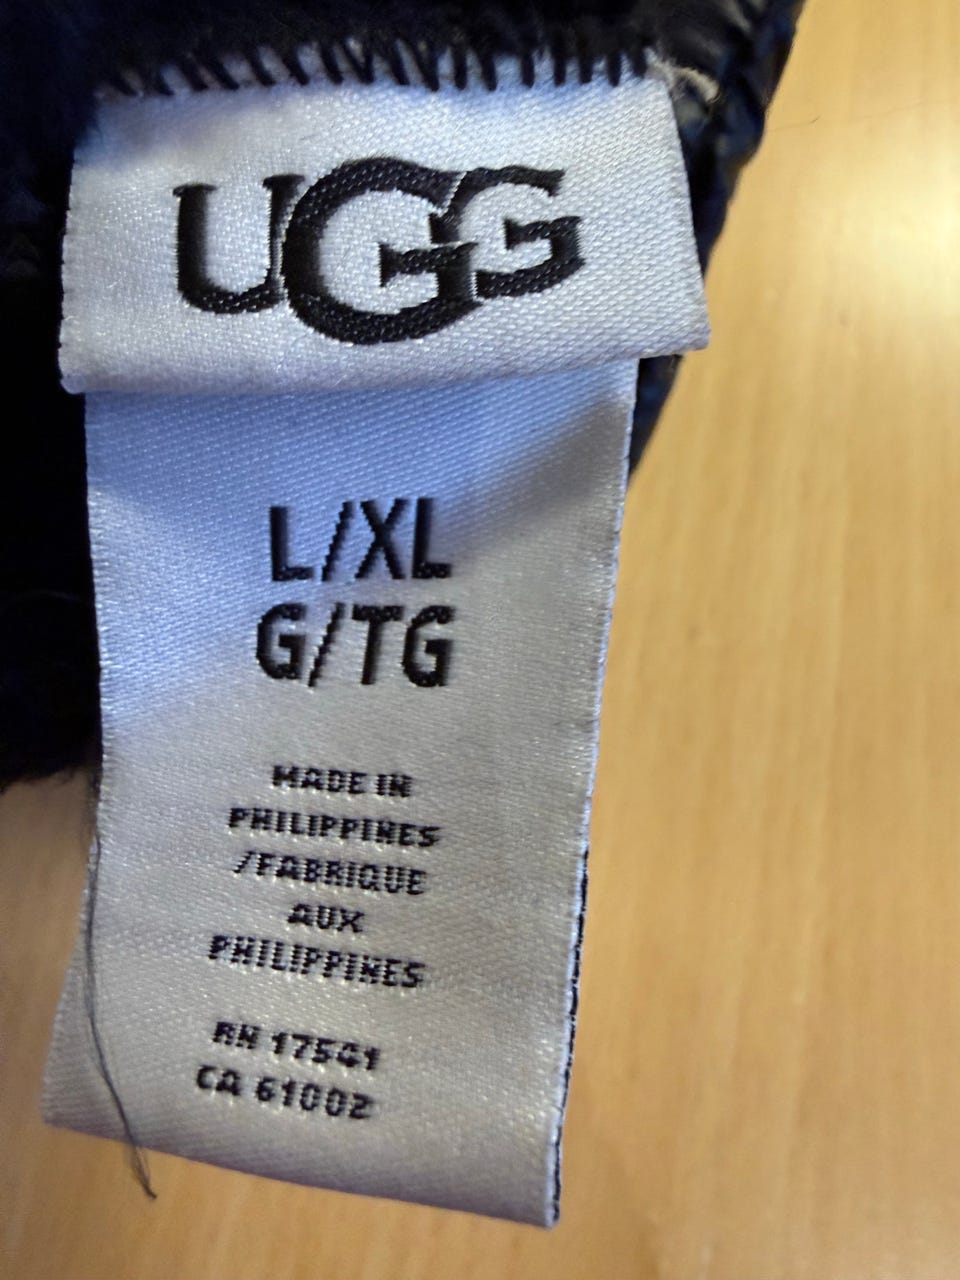 UGG
L/XL
G/TG
MADE IN
PHILIPPINES
/FABRIQUE
AUX
PHILIPPINES
RN 17541
CA 61002